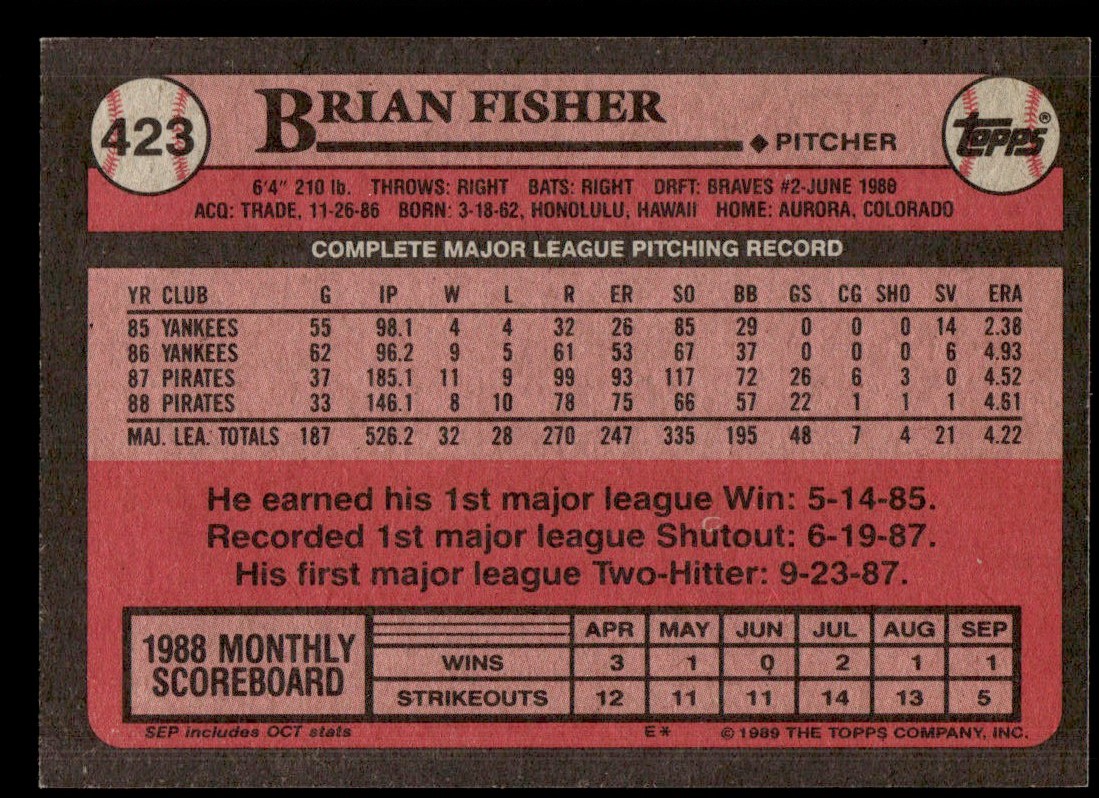 423
BRIAN FISHER
PITCHER
TOPPS®
6'4" 210 lb. THROWS: RIGHT BATS: RIGHT DRFT: BRAVES #2-JUNE 1980
ACQ: TRADE, 11-26-86 BORN: 3-18-62, HONOLULU, HAWAII HOME: AURORA, COLORADO
COMPLETE MAJOR LEAGUE PITCHING RECORD
YR CLUB G IP W L R ER SO BB GS CG SHO SV ERA
85 YANKEES 55 98.1 4 4 32 26 85 29 0 0 0 14 2.38
86 YANKEES 62 96.2 9 5 61 53 67 37 0 0 0 6 4.93
87 PIRATES 37 185.1 11 9 99 93 117 72 26 6 3 0 4.52
88 PIRATES 33 146.1 8 10 78 75 66 57 22 1 1 1 4.61
MAJ. LEA. TOTALS 187 526.2 32 28 270 247 335 195 48 7 4 21 4.22
He earned his 1st major league Win: 5-14-85.
Recorded 1st major league Shutout: 6-19-87.
His first major league Two-Hitter: 9-23-87.
1988 MONTHLY
SCOREBOARD
APR MAY JUN JUL AUG SEP
WINS 3 1 0 2 1 1
STRIKEOUTS 12 11 11 14 13 5
SEP includes OCT stats
E*
© 1989 THE TOPPS COMPANY, INC.